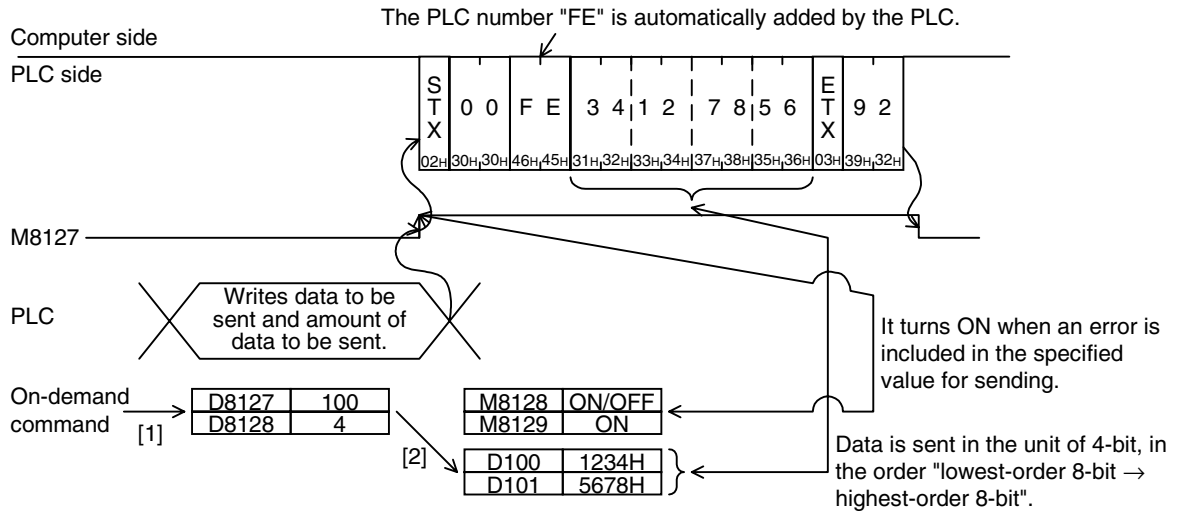 The PLC number "FE" is automatically added by the PLC.
Computer side
PLC side
STX 0 0 F E 3 4 1 2 7 8 5 6 ETX 9 2
02H 30H,30H 46H,45H 31H,32H,33H,34H,37H,38H,35H,36H 03H 39H,32H
M8127
PLC
Writes data to be
sent and amount of
data to be sent.
It turns ON when an error is
included in the specified
value for sending.
On-demand
command
[1]
D8127 100
D8128 4
[2]
M8128 ON/OFF
M8129 ON
D100 1234H
D101 5678H
Data is sent in the unit of 4-bit, in
the order "lowest-order 8-bit →
highest-order 8-bit".